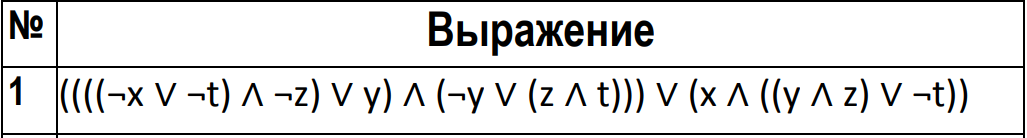 № Выражение
1 ((((¬x ∨ ¬t) ∧ ¬z) ∨ y) ∧ (¬y ∨ (z ∧ t))) ∨ (x ∧ ((y ∧ z) ∨ ¬t))